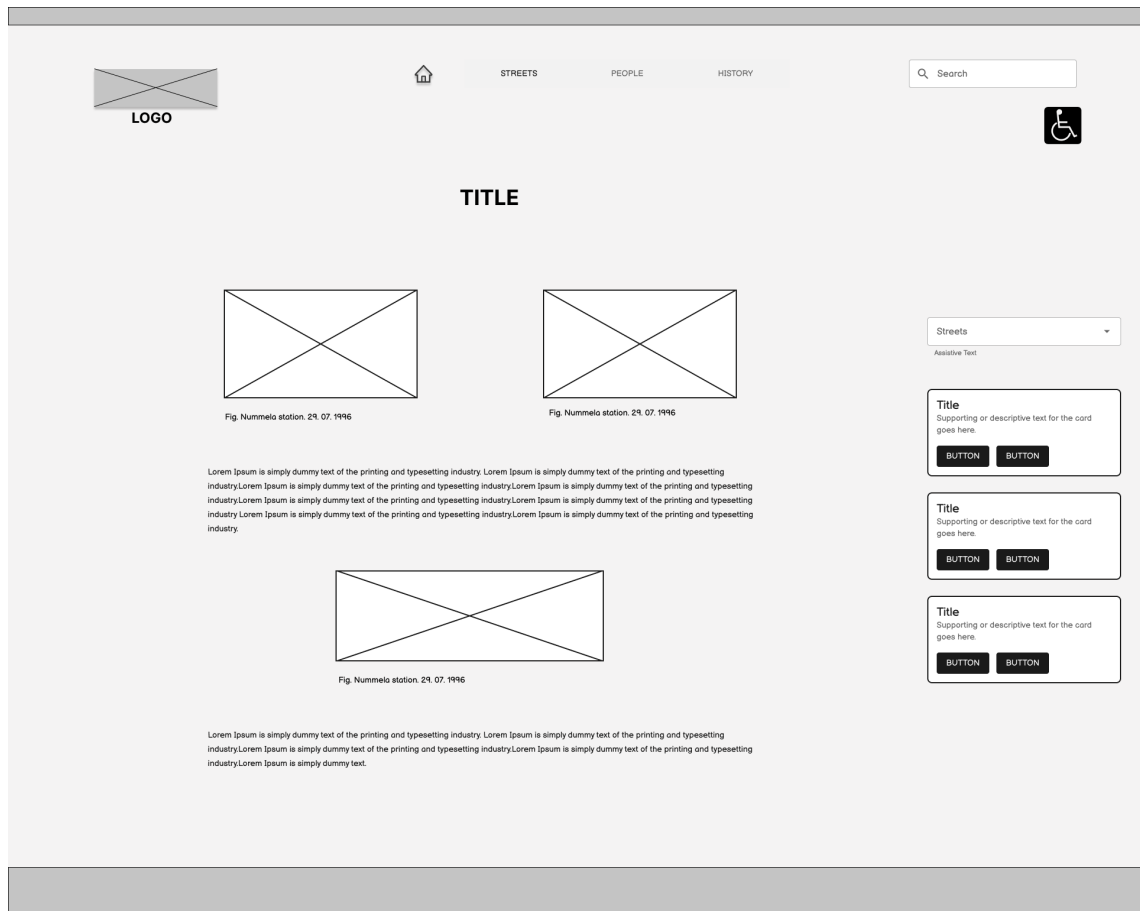 STREETS
PEOPLE
HISTORY
Search
LOGO
TITLE
Fig. Nummela station. 29. 07. 1996
Fig. Nummela station. 29. 07. 1996
Lorem Ipsum is simply dummy text of the printing and typesetting industry. Lorem Ipsum is simply dummy text of the printing and typesetting
industry.Lorem Ipsum is simply dummy text of the printing and typesetting industry.Lorem Ipsum is simply dummy text of the printing and typesetting
industry.Lorem Ipsum is simply dummy text of the printing and typesetting industry.Lorem Ipsum is simply dummy text of the printing and typesetting
industry Lorem Ipsum is simply dummy text of the printing and typesetting industry.Lorem Ipsum is simply dummy text of the printing and typesetting
industry.
Fig. Nummela station. 29. 07. 1996
Lorem Ipsum is simply dummy text of the printing and typesetting industry. Lorem Ipsum is simply dummy text of the printing and typesetting
industry.Lorem Ipsum is simply dummy text of the printing and typesetting industry.Lorem Ipsum is simply dummy text of the printing and typesetting
industry.Lorem Ipsum is simply dummy text.
Streets
Assistive Text
Title
Supporting or descriptive text for the card
goes here.
BUTTON
BUTTON
Title
Supporting or descriptive text for the card
goes here.
BUTTON
BUTTON
Title
Supporting or descriptive text for the card
goes here.
BUTTON
BUTTON